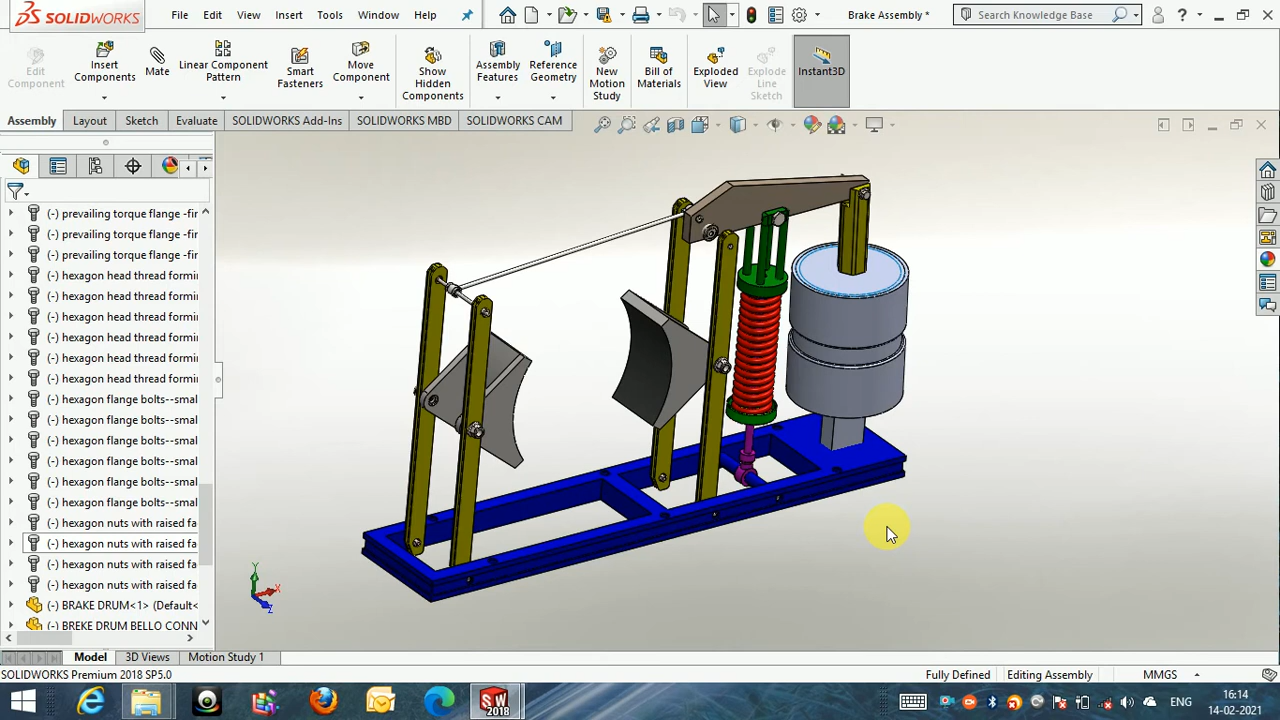 SOLIDWORKS
File Edit View Insert Tools Window Help
Brake Assembly *
Search Knowledge Base
Edit Component
Insert Components
Mate
Linear Component Pattern
Smart Fasteners
Move Component
Show Hidden Components
Assembly Features
Reference Geometry
New Motion Study
Bill of Materials
Exploded View
Explode Line Sketch
Instant3D
Assembly Layout Sketch Evaluate SOLIDWORKS Add-Ins SOLIDWORKS MBD SOLIDWORKS CAM
(-) prevailing torque flange -fir
(-) prevailing torque flange -fir
(-) prevailing torque flange -fir
(-) hexagon head thread formin
(-) hexagon head thread formin
(-) hexagon head thread formin
(-) hexagon head thread formin
(-) hexagon head thread formin
(-) hexagon head thread formin
(-) hexagon flange bolts--smal
(-) hexagon flange bolts--smal
(-) hexagon flange bolts--smal
(-) hexagon flange bolts--smal
(-) hexagon flange bolts--smal
(-) hexagon flange bolts--smal
(-) hexagon nuts with raised fa
(-) hexagon nuts with raised fa
(-) hexagon nuts with raised fa
(-) hexagon nuts with raised fa
(-) BRAKE DRUM<1> (Default<
(-) BREKE DRUM BELLO CONN
Y
X
Z
Model 3D Views Motion Study 1
SOLIDWORKS Premium 2018 SP5.0
Fully Defined Editing Assembly MMGS
SW 2018
ENG
16:14
14-02-2021